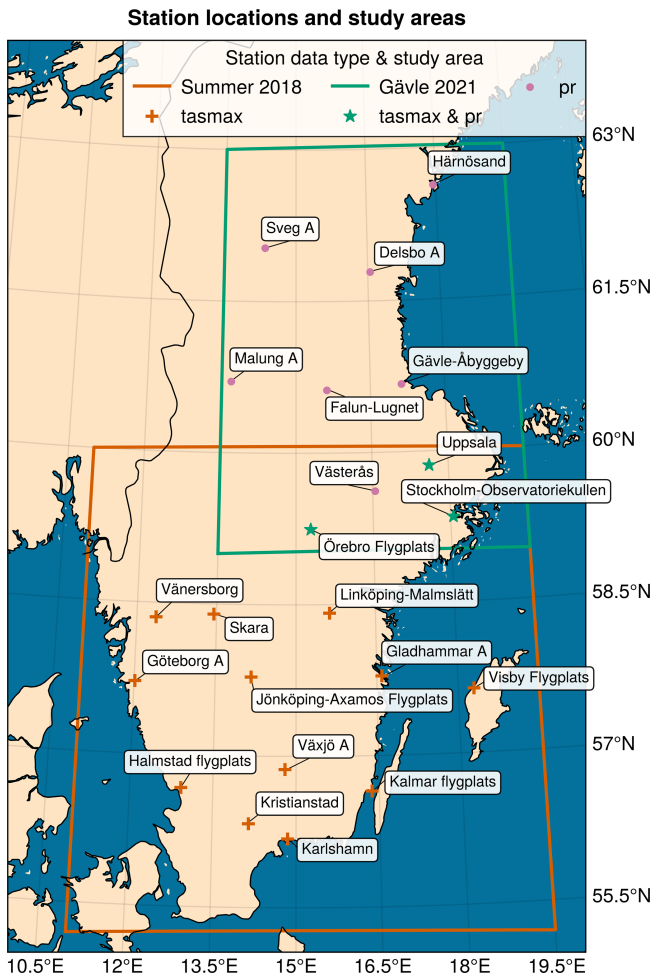 Station locations and study areas
Station data type & study area
Summer 2018
Gävle 2021
pr
tasmax
tasmax & pr
63°N
Härnösand
Sveg A
Delsbo A
61.5°N
Malung A
Gävle-Åbyggeby
Falun-Lugnet
60°N
Uppsala
Västerås
Stockholm-Observatoriekullen
Örebro Flygplats
58.5°N
Vänersborg
Linköping-Malmslätt
Skara
Göteborg A
Gladhammar A
Visby Flygplats
Jönköping-Axamos Flygplats
57°N
Växjö A
Halmstad flygplats
Kalmar flygplats
Kristianstad
Karlshamn
55.5°N
10.5°E 12°E 13.5°E 15°E 16.5°E 18°E 19.5°E